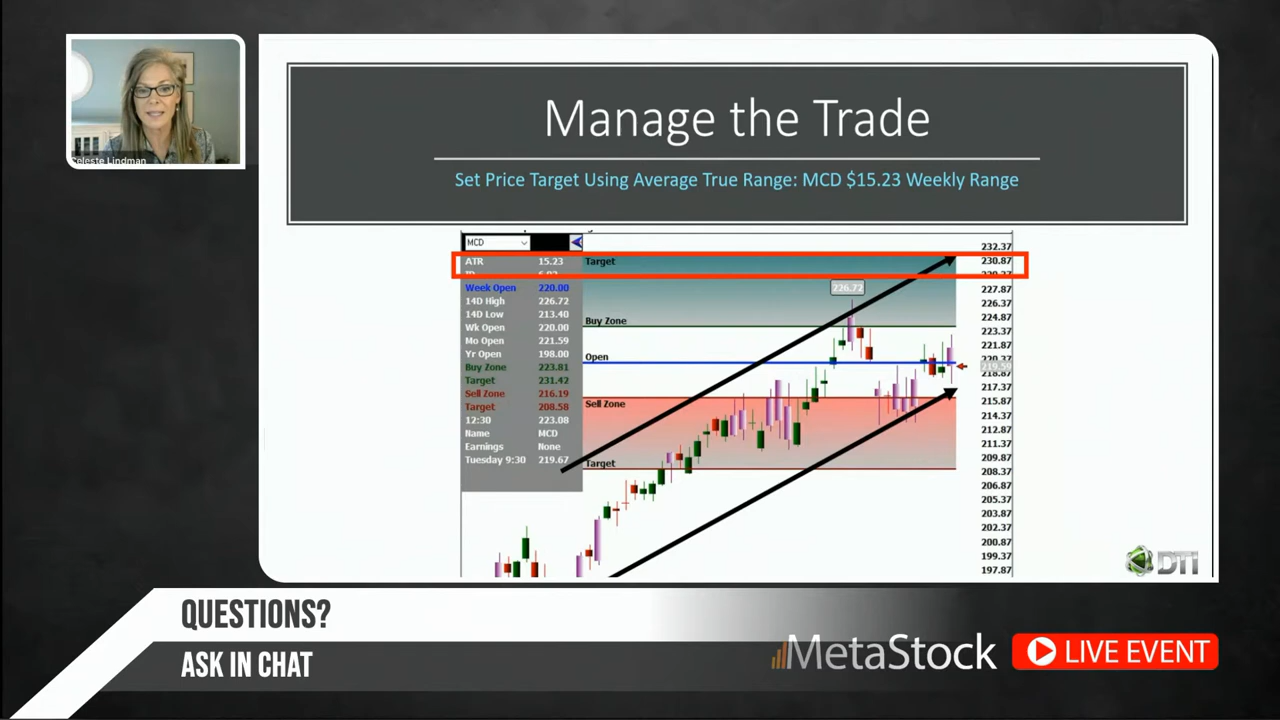 Celeste Lindman
Manage the Trade
Set Price Target Using Average True Range: MCD $15.23 Weekly Range
MCD
ATR 15.23
Week Open 220.00
14D High 226.72
14D Low 213.40
Wk Open 220.00
Mo Open 221.59
Yr Open 198.00
Buy Zone 223.81
Target 231.42
Sell Zone 216.19
Target 208.58
12:30 223.08
Name MCD
Earnings None
Tuesday 9:30 219.67
Target
Buy Zone
Open
Sell Zone
Target
226.72
232.37
230.87
229.37
227.87
226.37
224.87
223.37
221.87
220.37
219.59
218.87
217.37
215.87
214.37
212.87
211.37
209.87
208.37
206.87
205.37
203.87
202.37
200.87
199.37
197.87
DTI
QUESTIONS?
ASK IN CHAT
MetaStock
LIVE EVENT